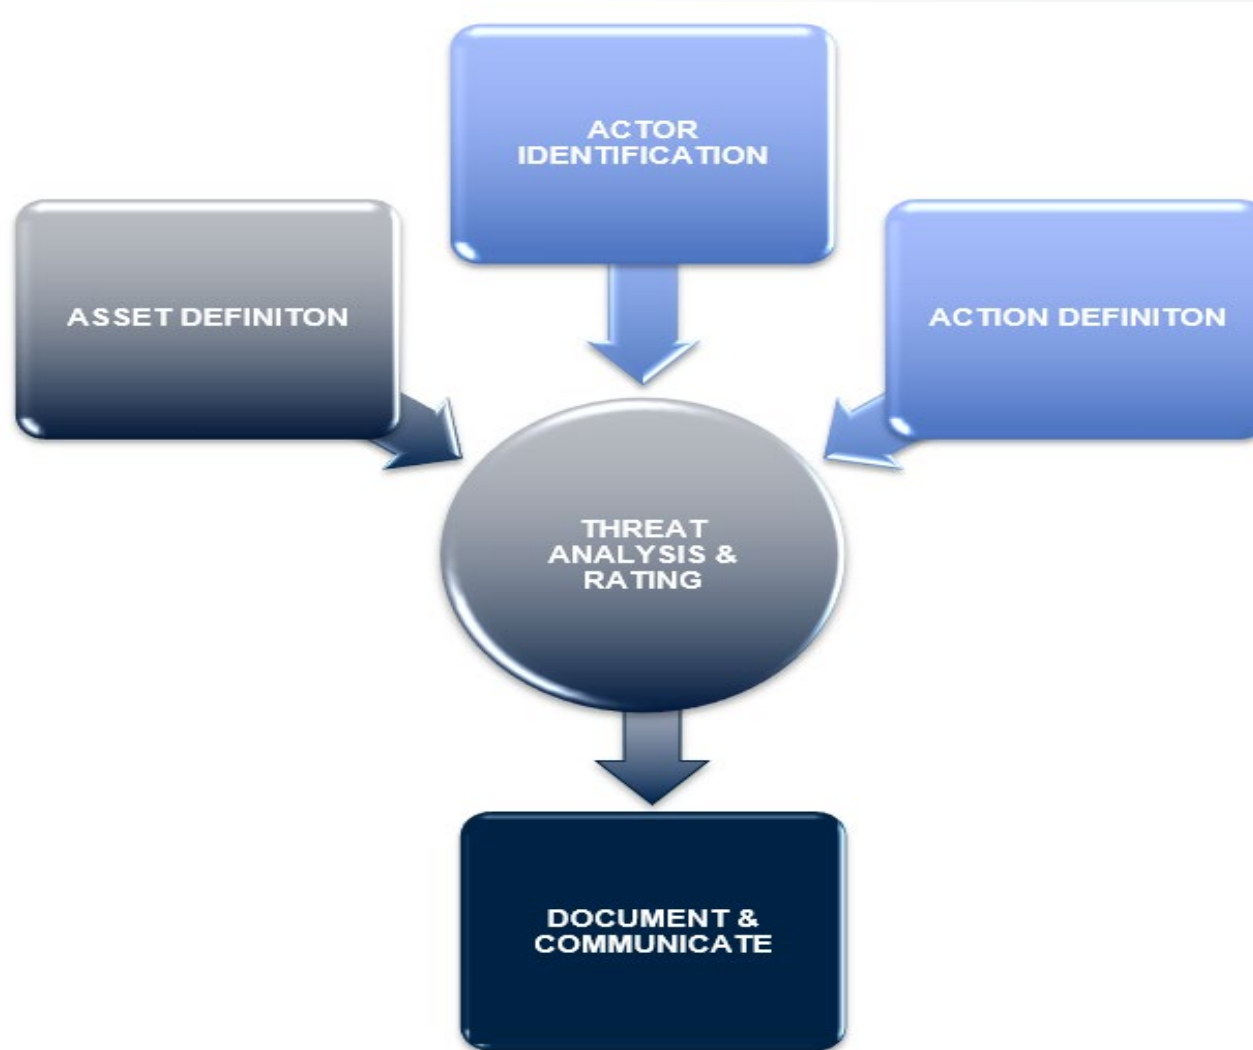 ACTOR
IDENTIFICATION
ASSET DEFINITON
ACTION DEFINITON
THREAT
ANALYSIS &
RATING
DOCUMENT &
COMMUNICATE